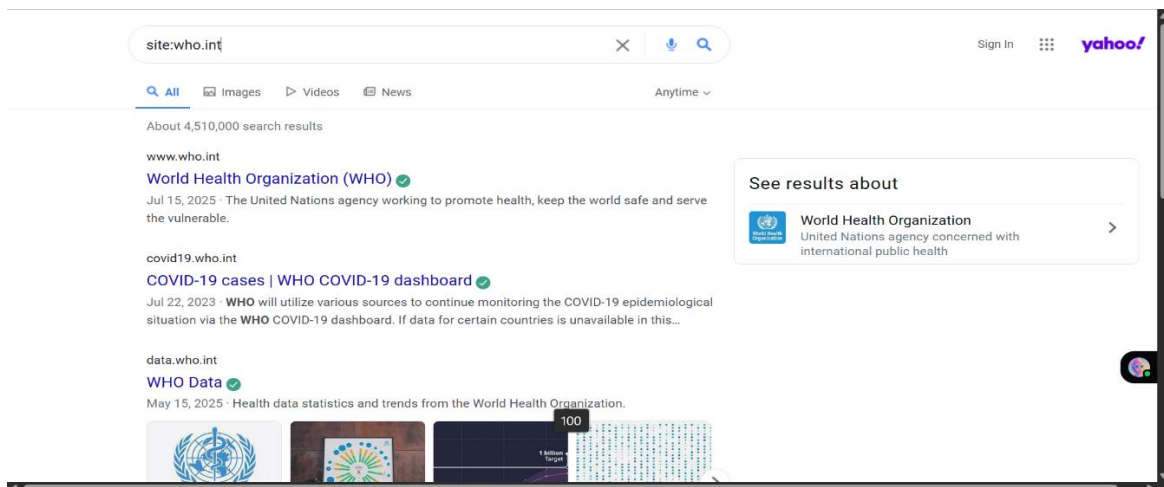 site:who.int
Sign In
yahoo!
All Images Videos News Anytime
About 4,510,000 search results
www.who.int
World Health Organization (WHO)
Jul 15, 2025 · The United Nations agency working to promote health, keep the world safe and serve
the vulnerable.
covid19.who.int
COVID-19 cases | WHO COVID-19 dashboard
Jul 22, 2023 · WHO will utilize various sources to continue monitoring the COVID-19 epidemiological
situation via the WHO COVID-19 dashboard. If data for certain countries is unavailable in this...
data.who.int
WHO Data
May 15, 2025 · Health data statistics and trends from the World Health Organization.
100
1 billion
Target
See results about
World Health
Organization
World Health Organization
United Nations agency concerned with
international public health